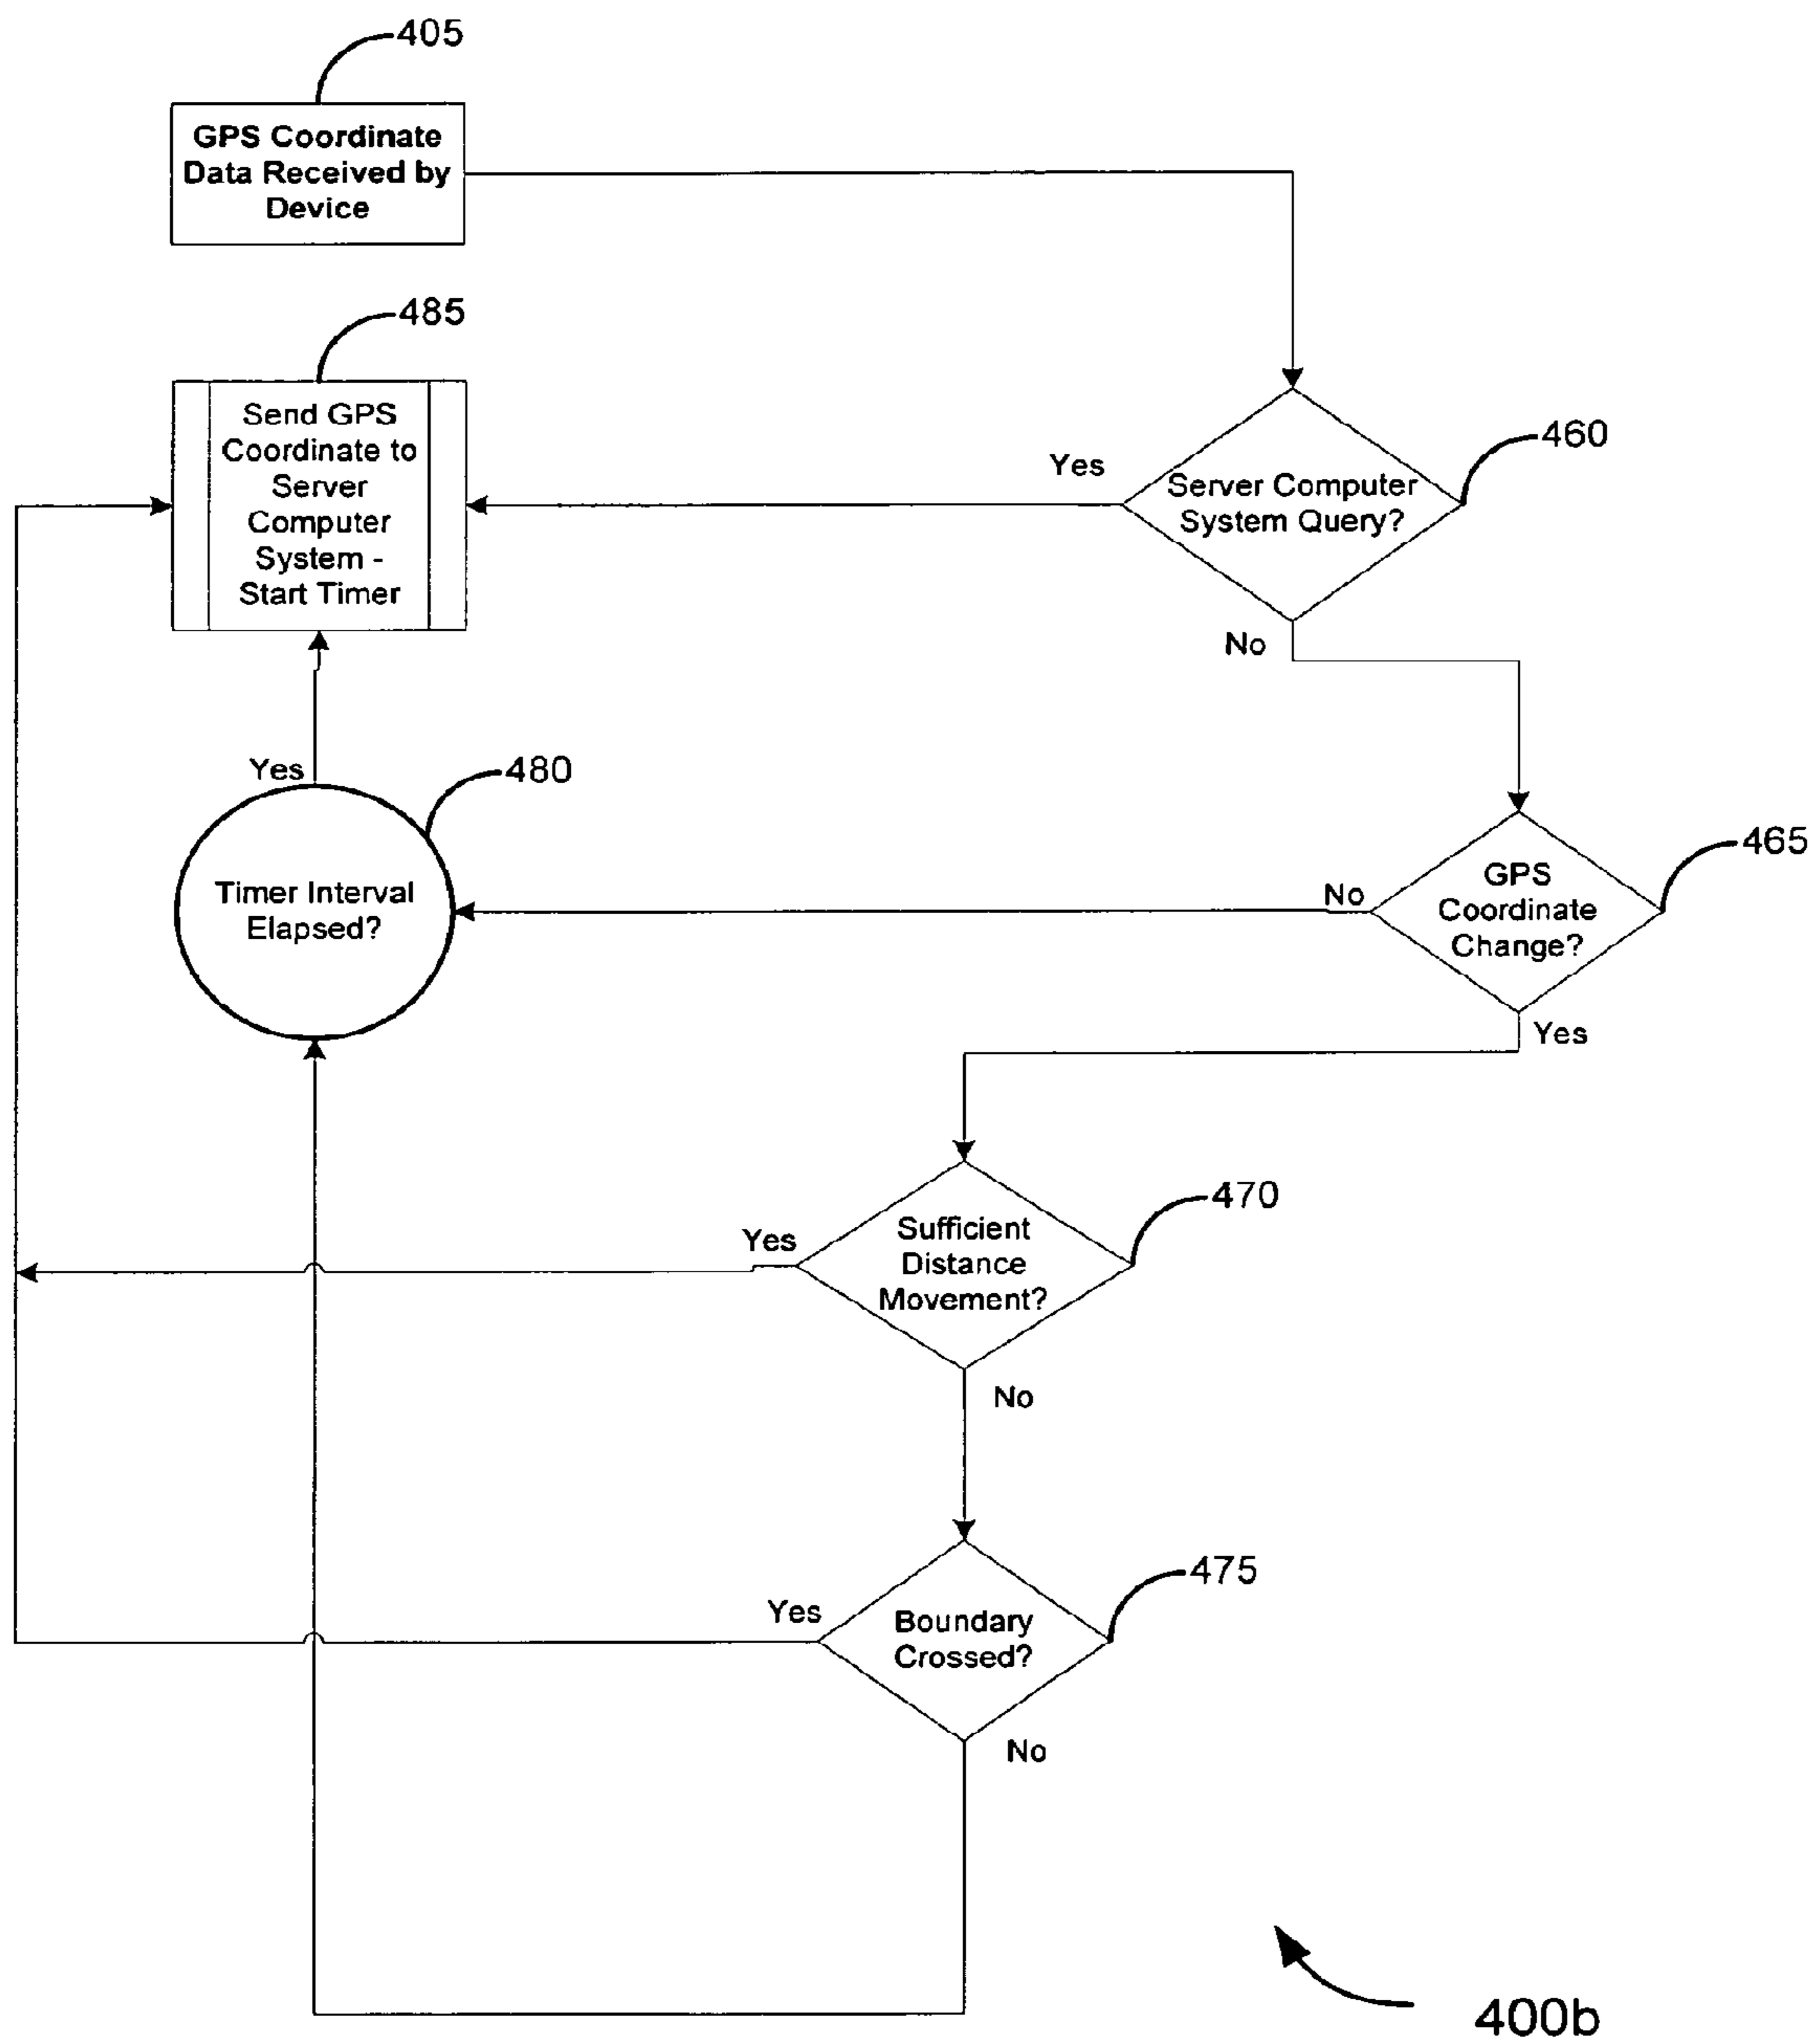 405
GPS Coordinate
Data Received by
Device
485
Send GPS
Coordinate to
Server
Computer
System -
Start Timer
Yes
Server Computer
System Query?
460
No
Yes
480
Timer Interval
Elapsed?
No
GPS
Coordinate
Change?
465
Yes
Yes
Sufficient
Distance
Movement?
470
No
Yes
Boundary
Crossed?
475
No
400b